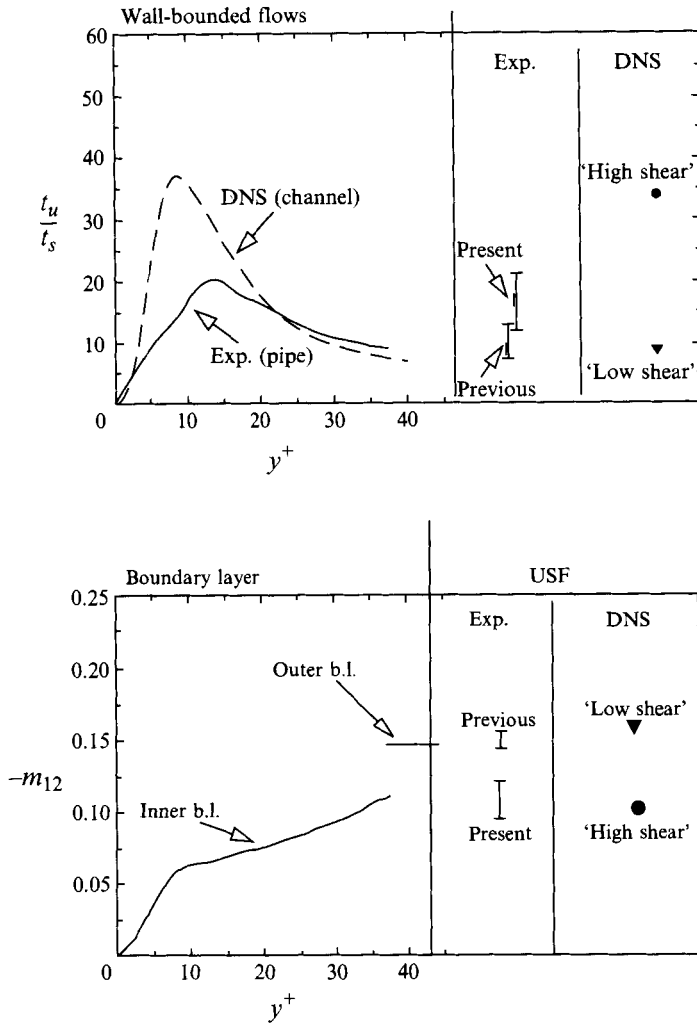 Wall-bounded flows
60
50
40
30
20
10
0
10
20
30
40
t_u
t_s
y+
DNS (channel)
Exp. (pipe)
Exp.
DNS
Present
Previous
'High shear'
'Low shear'
Boundary layer
USF
0.25
0.20
0.15
0.10
0.05
0
10
20
30
40
–m12
y+
Outer b.l.
Inner b.l.
Exp.
DNS
Previous
Present
'Low shear'
'High shear'